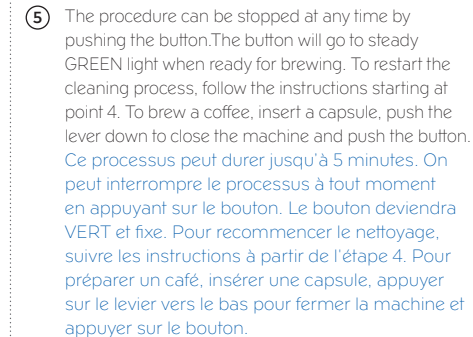 5 The procedure can be stopped at any time by
pushing the button.The button will go to steady
GREEN light when ready for brewing. To restart the
cleaning process, follow the instructions starting at
point 4. To brew a coffee, insert a capsule, push the
lever down to close the machine and push the button.
Ce processus peut durer jusqu'à 5 minutes. On
peut interrompre le processus à tout moment
en appuyant sur le bouton. Le bouton deviendra
VERT et fixe. Pour recommencer le nettoyage,
suivre les instructions à partir de l'étape 4. Pour
préparer un café, insérer une capsule, appuyer
sur le levier vers le bas pour fermer la machine et
appuyer sur le bouton.